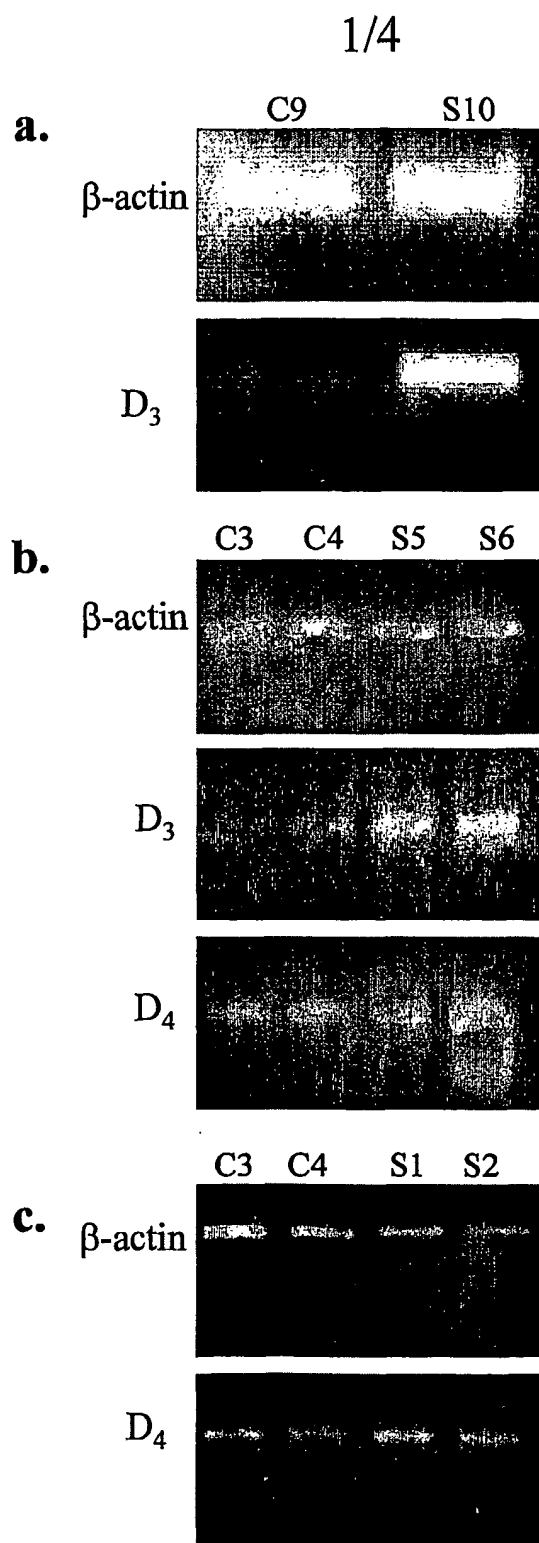 1/4
a.
C9 S10
β-actin
D₃
b.
C3 C4 S5 S6
β-actin
D₃
D₄
c.
C3 C4 S1 S2
β-actin
D₄